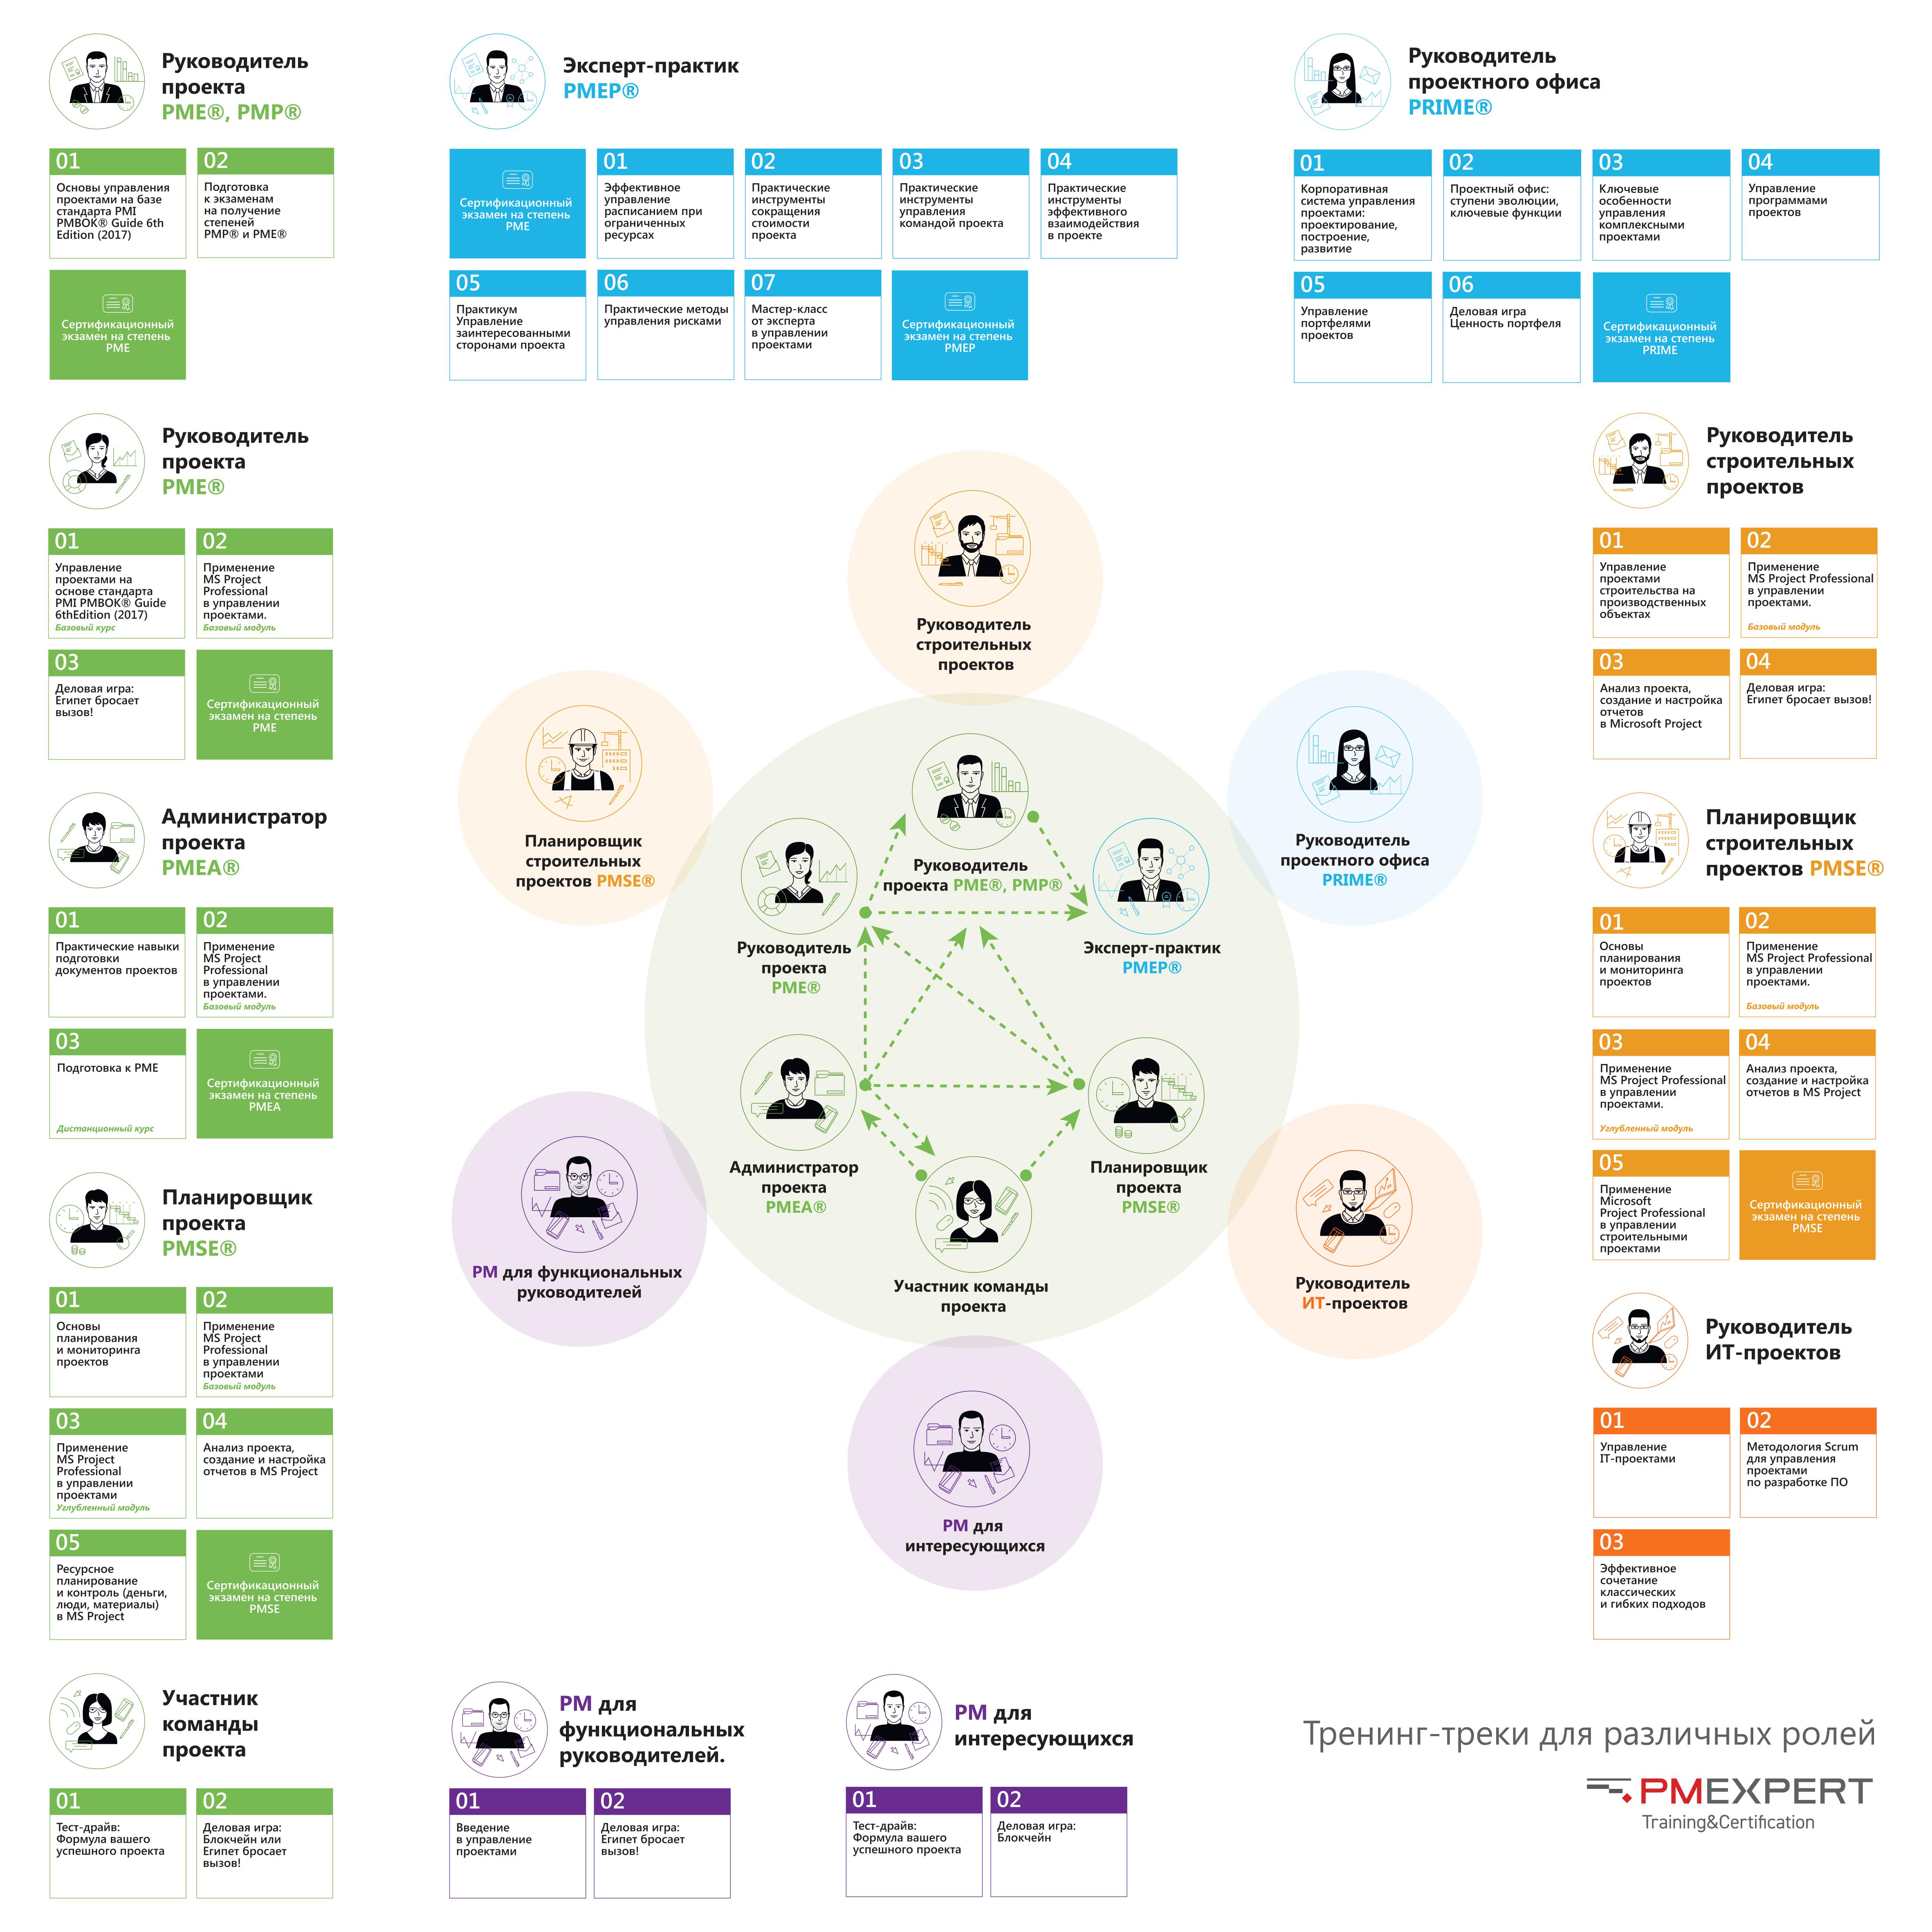 Руководитель
проекта
PME®, PMP®
01
Основы управления
проектами на базе
стандарта PMI
PMBOK® Guide 6th
Edition (2017)
02
Подготовка
к экзаменам
на получение
степеней
PMP® и PME®
Сертификационный
экзамен на степень
PME
Эксперт-практик
PMEP®
Сертификационный
экзамен на степень
PME
01
Эффективное
управление
расписанием при
ограниченных
ресурсах
02
Практические
инструменты
сокращения
стоимости
проекта
03
Практические
инструменты
управления
командой проекта
04
Практические
инструменты
эффективного
взаимодействия
в проекте
05
Практикум
Управление
заинтересованными
сторонами проекта
06
Практические методы
управления рисками
07
Мастер-класс
от эксперта
в управлении
проектами
Сертификационный
экзамен на степень
PMEP
Руководитель
проектного офиса
PRIME®
01
Корпоративная
система управления
проектами:
проектирование,
построение,
развитие
02
Проектный офис:
ступени эволюции,
ключевые функции
03
Ключевые
особенности
управления
комплексными
проектами
04
Управление
программами
проектов
05
Управление
портфелями
проектов
06
Деловая игра
Ценность портфеля
Сертификационный
экзамен на степень
PRIME
Руководитель
проекта
PME®
01
Управление
проектами на
основе стандарта
PMI PMBOK® Guide
6thEdition (2017)
Базовый курс
02
Применение
MS Project
Professional
в управлении
проектами.
Базовый модуль
03
Деловая игра:
Египет бросает
вызов!
Сертификационный
экзамен на степень
PME
Администратор
проекта
PMEA®
01
Практические навыки
подготовки
документов проектов
02
Применение
MS Project
Professional
в управлении
проектами.
Базовый модуль
03
Подготовка к PME
Дистанционный курс
Сертификационный
экзамен на степень
PMEA
Планировщик
проекта
PMSE®
01
Основы
планирования
и мониторинга
проектов
02
Применение
MS Project
Professional
в управлении
проектами
Базовый модуль
03
Применение
MS Project
Professional
в управлении
проектами
Углубленный модуль
04
Анализ проекта,
создание и настройка
отчетов в MS Project
05
Ресурсное
планирование
и контроль (деньги,
люди, материалы)
в MS Project
Сертификационный
экзамен на степень
PMSE
Руководитель
строительных
проектов
Планировщик
строительных
проектов PMSE®
Руководитель
проектного офиса
PRIME®
Руководитель
проекта PME®, PMP®
Руководитель
проекта
PME®
Эксперт-практик
PMEP®
Администратор
проекта
PMEA®
Планировщик
проекта
PMSE®
Участник команды
проекта
PM для функциональных
руководителей
Руководитель
ИТ-проектов
PM для
интересующихся
Руководитель
строительных
проектов
01
Управление
проектами
строительства на
производственных
объектах
02
Применение
MS Project Professional
в управлении
проектами.
Базовый модуль
03
Анализ проекта,
создание и настройка
отчетов
в Microsoft Project
04
Деловая игра:
Египет бросает вызов!
Планировщик
строительных
проектов PMSE®
01
Основы
планирования
и мониторинга
проектов
02
Применение
MS Project Professional
в управлении
проектами.
Базовый модуль
03
Применение
MS Project Professional
в управлении
проектами.
Углубленный модуль
04
Анализ проекта,
создание и настройка
отчетов в MS Project
05
Применение
Microsoft
Project Professional
в управлении
строительными
проектами
Сертификационный
экзамен на степень
PMSE
Руководитель
ИТ-проектов
01
Управление
IT-проектами
02
Методология Scrum
для управления
проектами
по разработке ПО
03
Эффективное
сочетание
классических
и гибких подходов
Участник
команды
проекта
01
Тест-драйв:
Формула вашего
успешного проекта
02
Деловая игра:
Блокчейн или
Египет бросает
вызов!
PM для
функциональных
руководителей.
01
Введение
в управление
проектами
02
Деловая игра:
Египет бросает
вызов!
PM для
интересующихся
01
Тест-драйв:
Формула вашего
успешного проекта
02
Деловая игра:
Блокчейн
Тренинг-треки для различных ролей
PMEXPERT
Training&Certification